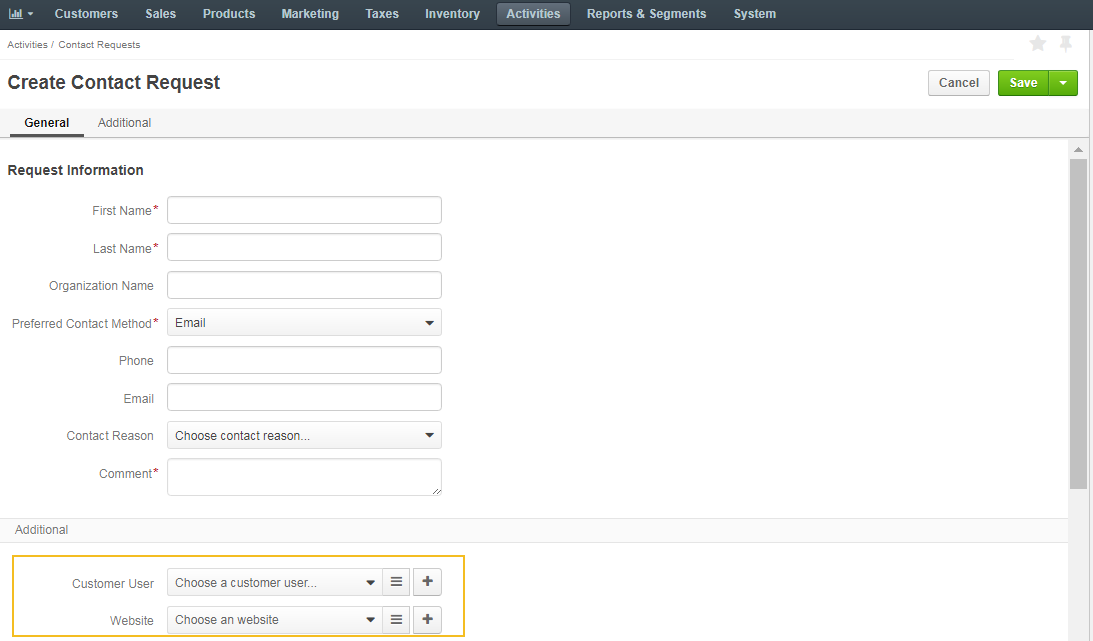 Customers Sales Products Marketing Taxes Inventory Activities Reports & Segments System
Activities / Contact Requests
Create Contact Request
Cancel Save
General Additional
Request Information
First Name*
Last Name*
Organization Name
Preferred Contact Method* Email
Phone
Email
Contact Reason Choose contact reason...
Comment*
Additional
Customer User Choose a customer user...
Website Choose an website